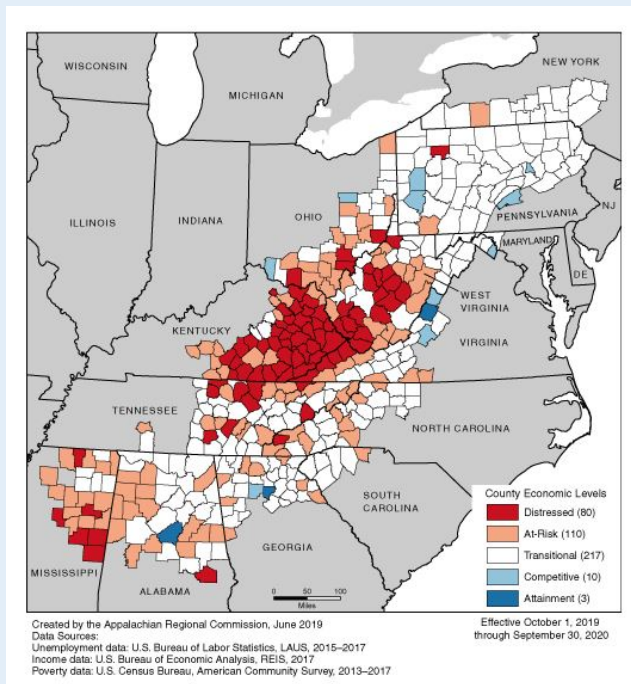 WISCONSIN
NEW YORK
MICHIGAN
ILLINOIS
INDIANA
OHIO
PENNSYLVANIA
NJ
MARYLAND
DE
WEST
VIRGINIA
KENTUCKY
VIRGINIA
TENNESSEE
NORTH CAROLINA
SOUTH
CAROLINA
GEORGIA
MISSISSIPPI
ALABAMA
County Economic Levels
Distressed (80)
At-Risk (110)
Transitional (217)
Competitive (10)
Attainment (3)
0 50 100
Miles
Created by the Appalachian Regional Commission, June 2019
Data Sources:
Unemployment data: U.S. Bureau of Labor Statistics, LAUS, 2015–2017
Income data: U.S. Bureau of Economic Analysis, REIS, 2017
Poverty data: U.S. Census Bureau, American Community Survey, 2013–2017
Effective October 1, 2019
through September 30, 2020